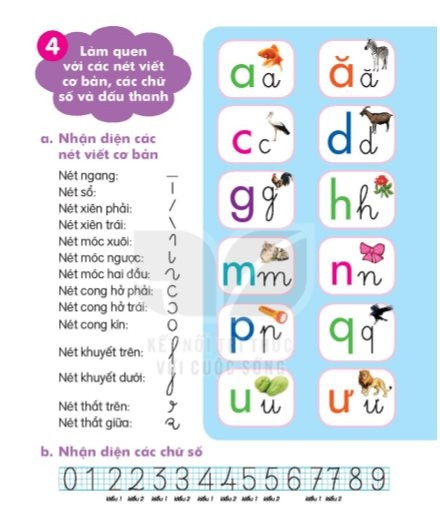 4
Làm quen
với các nét viết
cơ bản, các chữ
số và dấu thanh
a. Nhận diện các
nét viết cơ bản
Nét ngang:
Nét sổ:
Nét xiên phải:
Nét xiên trái:
Nét móc xuôi:
Nét móc ngược:
Nét móc hai đầu:
Nét cong hở phải:
Nét cong hở trái:
Nét cong kín:
Nét khuyết trên:
Nét khuyết dưới:
Nét thắt trên:
Nét thắt giữa:
a a ă ă
c c d d
g g h h
m m n n
p p q q
u u ư ư
KẾT NỐI TRI THỨC
VỚI CUỘC SỐNG
b. Nhận diện các chữ số
0 1 2 2 3 3 4 4 5 5 6 7 7 8 9
kiểu 1 kiểu 2 kiểu 1 kiểu 2 kiểu 1 kiểu 2 kiểu 1 kiểu 2 kiểu 1 kiểu 2